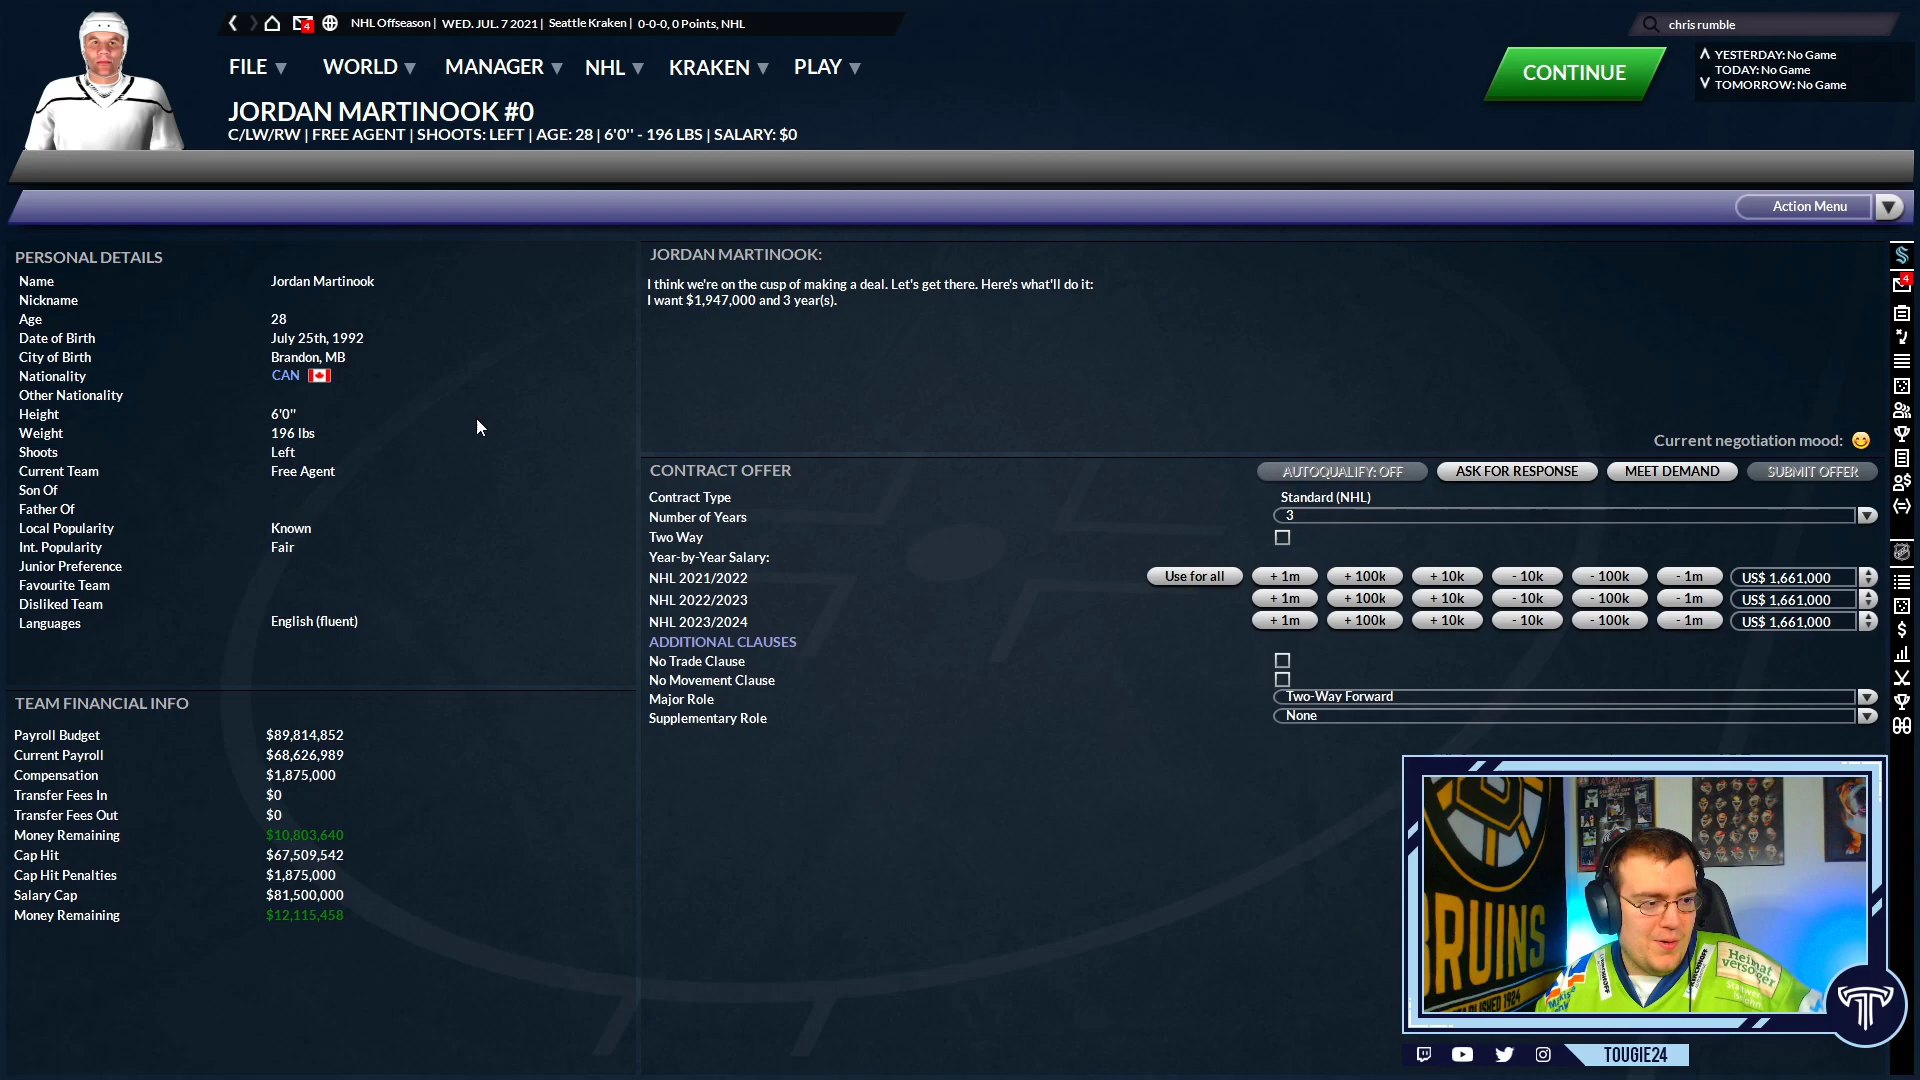 4
NHL Offseason | WED. JUL. 7 2021 | Seattle Kraken | 0-0-0, 0 Points, NHL
chris rumble
FILE WORLD MANAGER NHL KRAKEN PLAY
CONTINUE
YESTERDAY: No Game
TODAY: No Game
TOMORROW: No Game
JORDAN MARTINOOK #0
C/LW/RW | FREE AGENT | SHOOTS: LEFT | AGE: 28 | 6'0'' - 196 LBS | SALARY: $0
Action Menu
PERSONAL DETAILS
Name Jordan Martinook
Nickname
Age 28
Date of Birth July 25th, 1992
City of Birth Brandon, MB
Nationality CAN
Other Nationality
Height 6'0''
Weight 196 lbs
Shoots Left
Current Team Free Agent
Son Of
Father Of
Local Popularity Known
Int. Popularity Fair
Junior Preference
Favourite Team
Disliked Team
Languages English (fluent)
TEAM FINANCIAL INFO
Payroll Budget $89,814,852
Current Payroll $68,626,989
Compensation $1,875,000
Transfer Fees In $0
Transfer Fees Out $0
Money Remaining $10,803,640
Cap Hit $67,509,542
Cap Hit Penalties $1,875,000
Salary Cap $81,500,000
Money Remaining $12,115,458
JORDAN MARTINOOK:
I think we're on the cusp of making a deal. Let's get there. Here's what'll do it:
I want $1,947,000 and 3 year(s).
Current negotiation mood:
CONTRACT OFFER
AUTOQUALIFY: OFF ASK FOR RESPONSE MEET DEMAND SUBMIT OFFER
Contract Type Standard (NHL)
Number of Years 3
Two Way
Year-by-Year Salary:
NHL 2021/2022 Use for all + 1m + 100k + 10k - 10k - 100k - 1m US$ 1,661,000
NHL 2022/2023 + 1m + 100k + 10k - 10k - 100k - 1m US$ 1,661,000
NHL 2023/2024 + 1m + 100k + 10k - 10k - 100k - 1m US$ 1,661,000
ADDITIONAL CLAUSES
No Trade Clause
No Movement Clause
Major Role Two-Way Forward
Supplementary Role None
4
BRUINS
Heimat
versorger
TOUGIE24